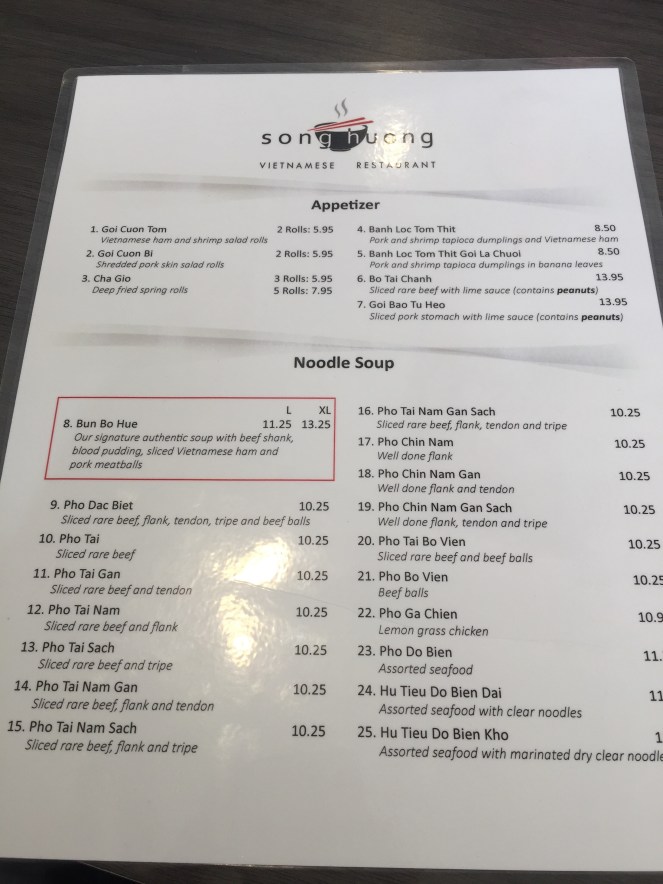 song huong
VIETNAMESE RESTAURANT
Appetizer
1. Goi Cuon Tom 2 Rolls: 5.95
Vietnamese ham and shrimp salad rolls
2. Goi Cuon Bi 2 Rolls: 5.95
Shredded pork skin salad rolls
3. Cha Gio 3 Rolls: 5.95
Deep fried spring rolls 5 Rolls: 7.95
4. Banh Loc Tom Thit 8.50
Pork and shrimp tapioca dumplings and Vietnamese ham
5. Banh Loc Tom Thit Goi La Chuoi 8.50
Pork and shrimp tapioca dumplings in banana leaves
6. Bo Tai Chanh 13.95
Sliced rare beef with lime sauce (contains peanuts)
7. Goi Bao Tu Heo 13.95
Sliced pork stomach with lime sauce (contains peanuts)
Noodle Soup
L XL
8. Bun Bo Hue 11.25 13.25
Our signature authentic soup with beef shank,
blood pudding, sliced Vietnamese ham and
pork meatballs
9. Pho Dac Biet 10.25
Sliced rare beef, flank, tendon, tripe and beef balls
10. Pho Tai 10.25
Sliced rare beef
11. Pho Tai Gan 10.25
Sliced rare beef and tendon
12. Pho Tai Nam 10.25
Sliced rare beef and flank
13. Pho Tai Sach 10.25
Sliced rare beef and tripe
14. Pho Tai Nam Gan 10.25
Sliced rare beef, flank and tendon
15. Pho Tai Nam Sach 10.25
Sliced rare beef, flank and tripe
16. Pho Tai Nam Gan Sach 10.25
Sliced rare beef, flank, tendon and tripe
17. Pho Chin Nam 10.25
Well done flank
18. Pho Chin Nam Gan 10.25
Well done flank and tendon
19. Pho Chin Nam Gan Sach 10.25
Well done flank, tendon and tripe
20. Pho Tai Bo Vien 10.25
Sliced rare beef and beef balls
21. Pho Bo Vien 10.25
Beef balls
22. Pho Ga Chien 10.9
Lemon grass chicken
23. Pho Do Bien 11.
Assorted seafood
24. Hu Tieu Do Bien Dai 11
Assorted seafood with clear noodles
25. Hu Tieu Do Bien Kho 1
Assorted seafood with marinated dry clear noodle